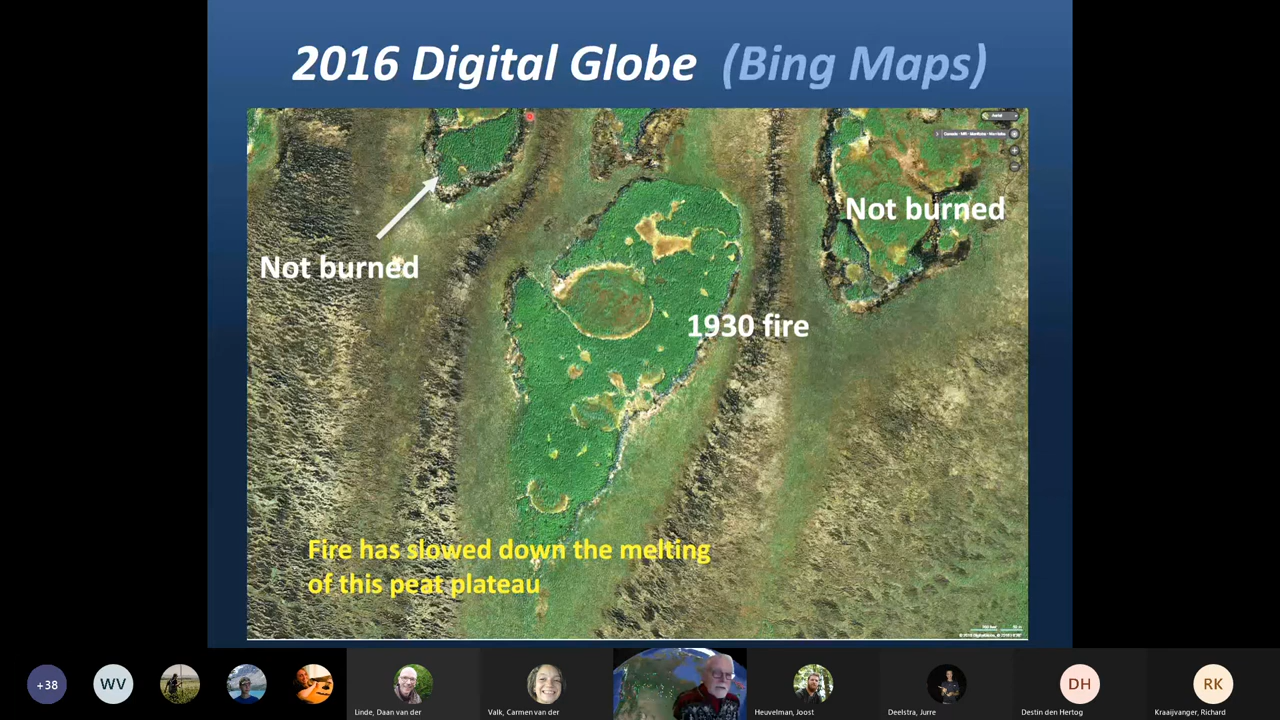 2016 Digital Globe (Bing Maps)
Aerial
Not burned
Not burned
1930 fire
Fire has slowed down the melting
of this peat plateau
+38
WV
Linde, Daan van der
Valk, Carmen van der
Heuvelman, Joost
Deelstra, Jurre
DH
Destin den Hertog
RK
Kraaijvanger, Richard